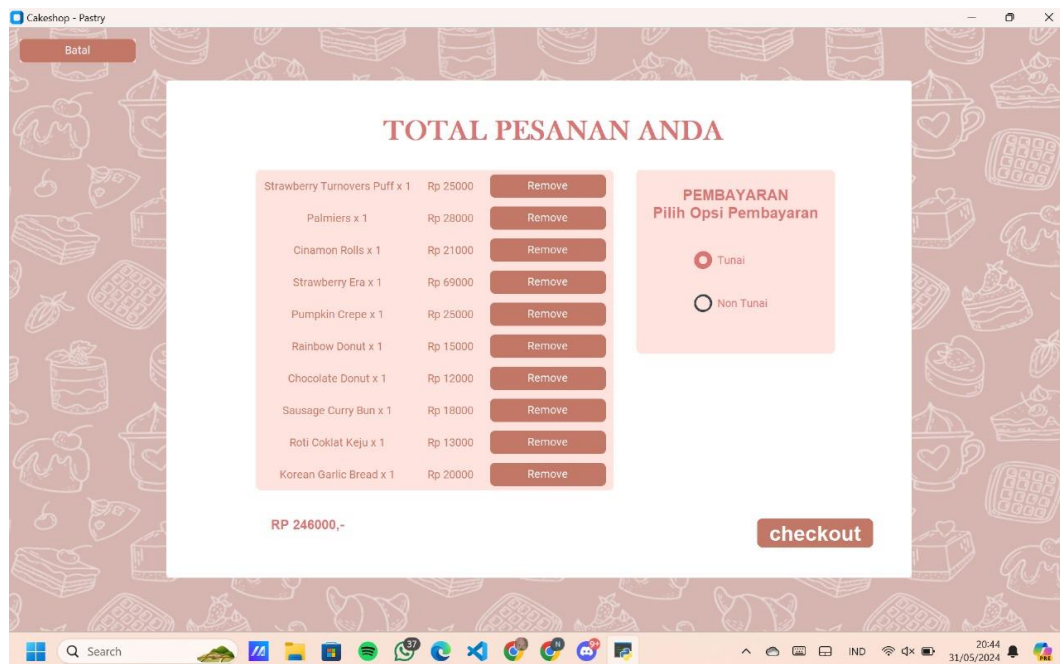 Cakeshop - Pastry
Batal
TOTAL PESANAN ANDA
Strawberry Turnovers Puff x 1 Rp 25000 Remove
Palmiers x 1 Rp 28000 Remove
Cinamon Rolls x 1 Rp 21000 Remove
Strawberry Era x 1 Rp 69000 Remove
Pumpkin Crepe x 1 Rp 25000 Remove
Rainbow Donut x 1 Rp 15000 Remove
Chocolate Donut x 1 Rp 12000 Remove
Sausage Curry Bun x 1 Rp 18000 Remove
Roti Coklat Keju x 1 Rp 13000 Remove
Korean Garlic Bread x 1 Rp 20000 Remove
PEMBAYARAN
Pilih Opsi Pembayaran
Tunai
Non Tunai
RP 246000,-
checkout
Search
37
9+
IND
20:44
31/05/2024
PRE